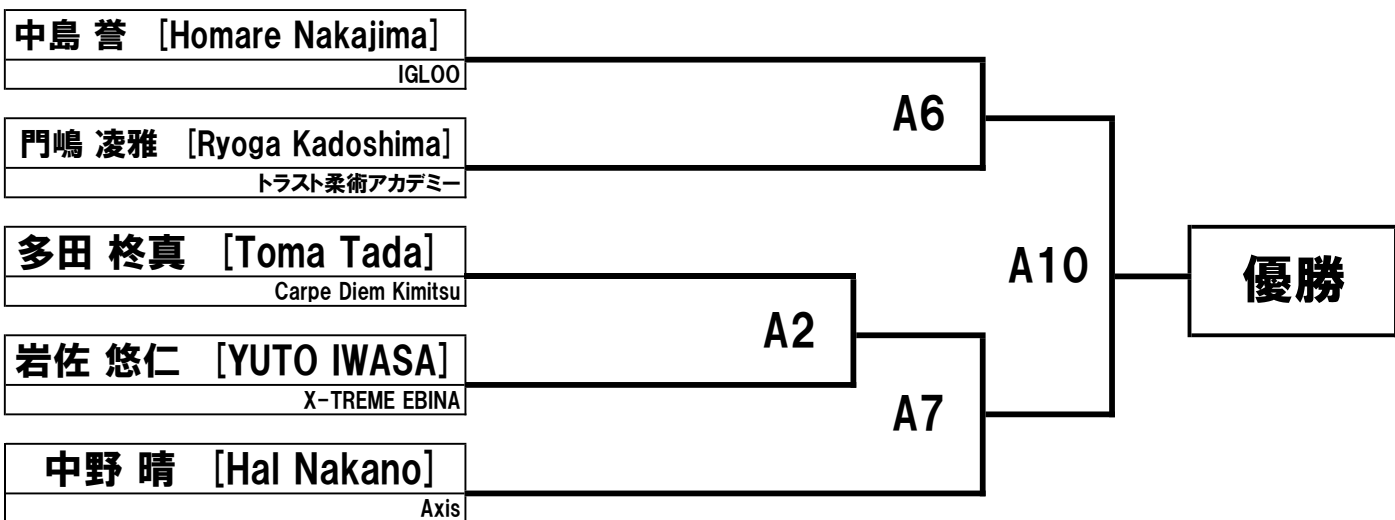 中島 誉 [Homare Nakajima]
IGLOO
A6
門嶋 凌雅 [Ryoga Kadoshima]
トラスト柔術アカデミー
多田 柊真 [Toma Tada]
Carpe Diem Kimitsu
A10
優勝
A2
岩佐 悠仁 [YUTO IWASA]
X-TREME EBINA
A7
中野 晴 [Hal Nakano]
Axis